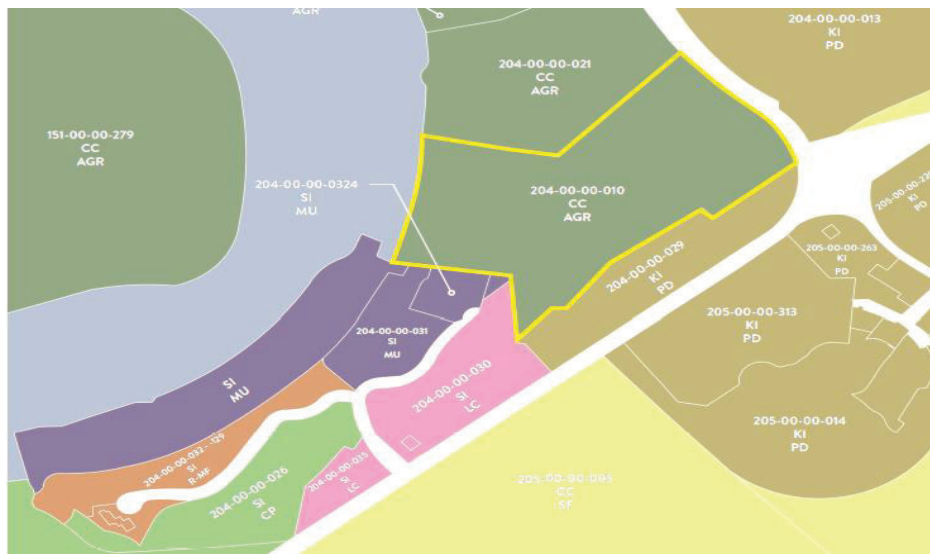 AGR
204-00-00-013
KI
PD
204-00-00-021
CC
AGR
151-00-00-279
CC
AGR
204-00-00-0324
SI
MU
204-00-00-010
CC
AGR
KI
PD
205-00-00-263
KI
PD
204-00-00-029
KI
PD
204-00-00-031
SI
MU
205-00-00-313
KI
PD
SI
MU
204-00-00-030
SI
LC
205-00-00-014
KI
PD
204-00-00-032--129
SI
R-MF
204-00-00-026
SI
CP
204-00-00-035
SI
LC
CC
SF